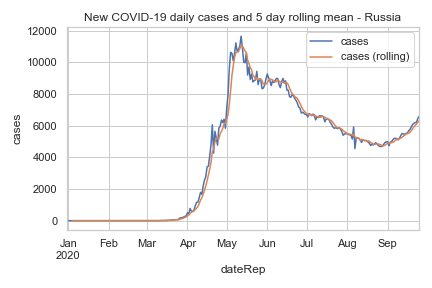 New COVID-19 daily cases and 5 day rolling mean - Russia
cases
cases (rolling)
12000
10000
8000
6000
4000
2000
0
cases
Jan Feb Mar Apr May Jun Jul Aug Sep
2020
dateRep